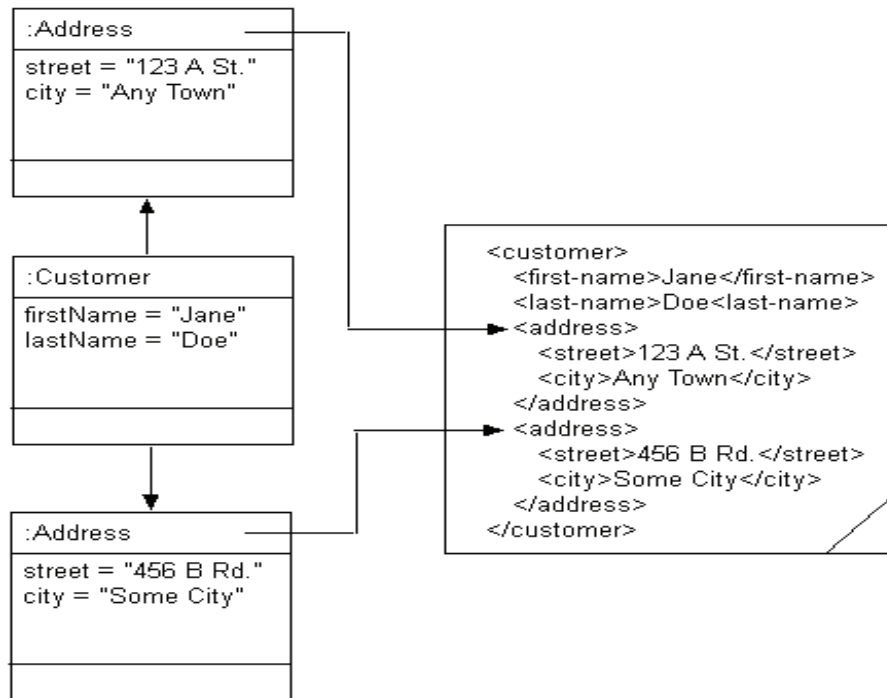 :Address
street = "123 A St."
city = "Any Town"
:Customer
firstName = "Jane"
lastName = "Doe"
:Address
street = "456 B Rd."
city = "Some City"
<customer>
<first-name>Jane</first-name>
<last-name>Doe<last-name>
<address>
<street>123 A St.</street>
<city>Any Town</city>
</address>
<address>
<street>456 B Rd.</street>
<city>Some City</city>
</address>
</customer>